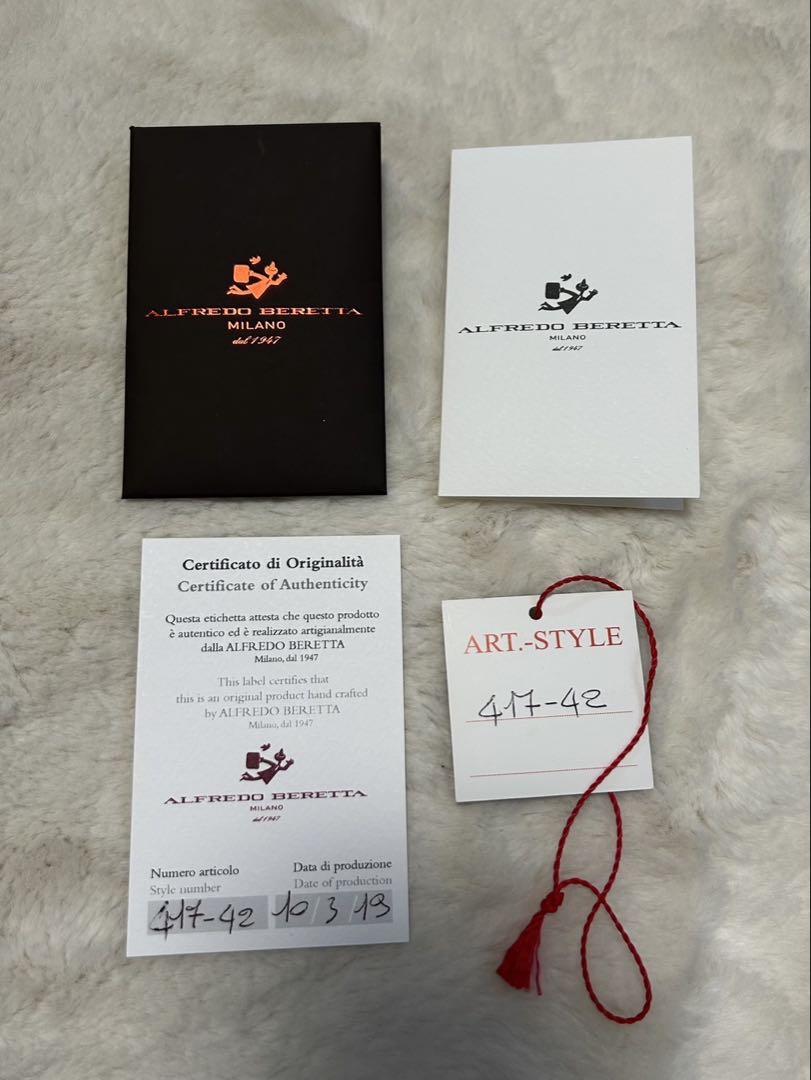 ALFREDO BERETTA
MILANO
dal 1947
ALFREDO BERETTA
MILANO
dal 1947
Certificato di Originalità
Certificate of Authenticity
Questa etichetta attesta che questo prodotto
è autentico ed è realizzato artigianalmente
dalla ALFREDO BERETTA
Milano, dal 1947
This label certifies that
this is an original product hand crafted
by ALFREDO BERETTA
Milano, dal 1947
ALFREDO BERETTA
MILANO
dal 1947
Numero articolo
Style number
417-42
Data di produzione
Date of production
10/3/19
ART.-STYLE
417-42